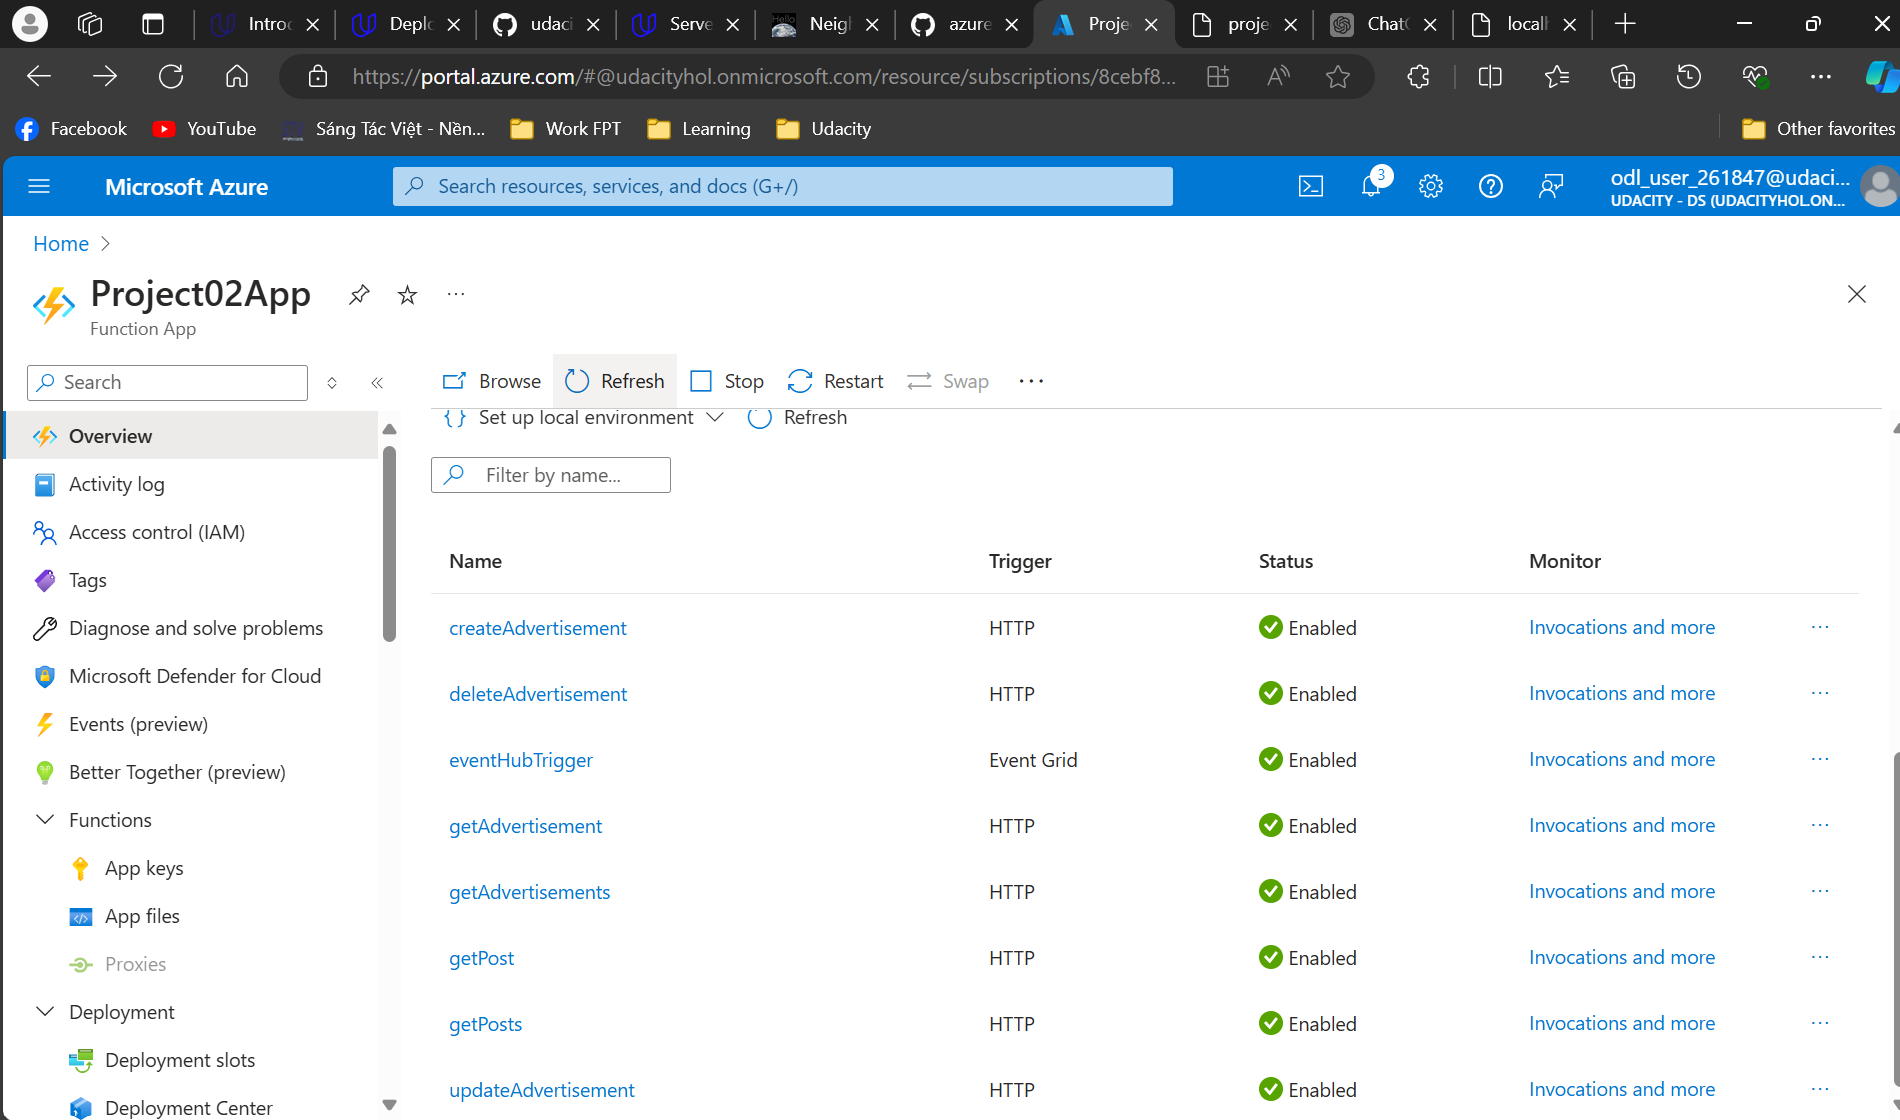 Introc
Deplo
udaci
Serve
Neigh
azure
Projec
proje
ChatG
localh
https://portal.azure.com/#@udacityhol.onmicrosoft.com/resource/subscriptions/8cebf8...
Facebook
YouTube
Sáng Tác Việt - Nền...
Work FPT
Learning
Udacity
Other favorites
Microsoft Azure
Search resources, services, and docs (G+/)
3
odl_user_261847@udaci...
UDACITY - DS (UDACITYHOL.ON...
Home
Project02App
Function App
Search
Browse
Refresh
Stop
Restart
Swap
Set up local environment
Refresh
Filter by name...
Overview
Activity log
Access control (IAM)
Tags
Diagnose and solve problems
Microsoft Defender for Cloud
Events (preview)
Better Together (preview)
Functions
App keys
App files
Proxies
Deployment
Deployment slots
Deployment Center
Name Trigger Status Monitor
createAdvertisement HTTP Enabled Invocations and more
deleteAdvertisement HTTP Enabled Invocations and more
eventHubTrigger Event Grid Enabled Invocations and more
getAdvertisement HTTP Enabled Invocations and more
getAdvertisements HTTP Enabled Invocations and more
getPost HTTP Enabled Invocations and more
getPosts HTTP Enabled Invocations and more
updateAdvertisement HTTP Enabled Invocations and more